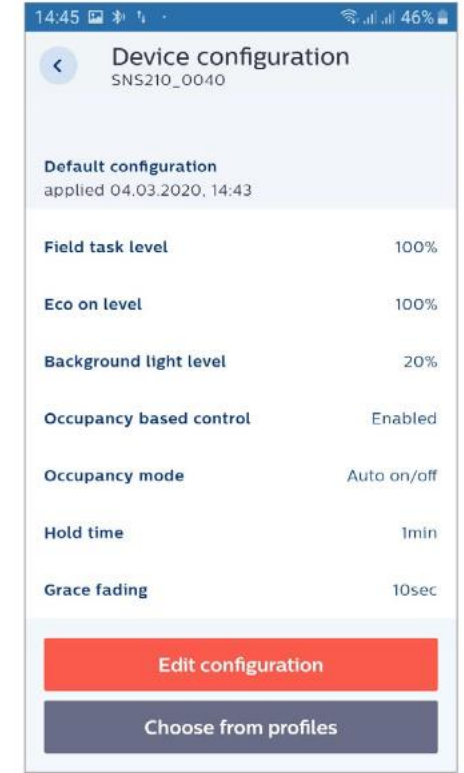 14:45 46%
Device configuration
SNS210_0040
Default configuration
applied 04.03.2020, 14:43
Field task level 100%
Eco on level 100%
Background light level 20%
Occupancy based control Enabled
Occupancy mode Auto on/off
Hold time 1min
Grace fading 10sec
Edit configuration
Choose from profiles